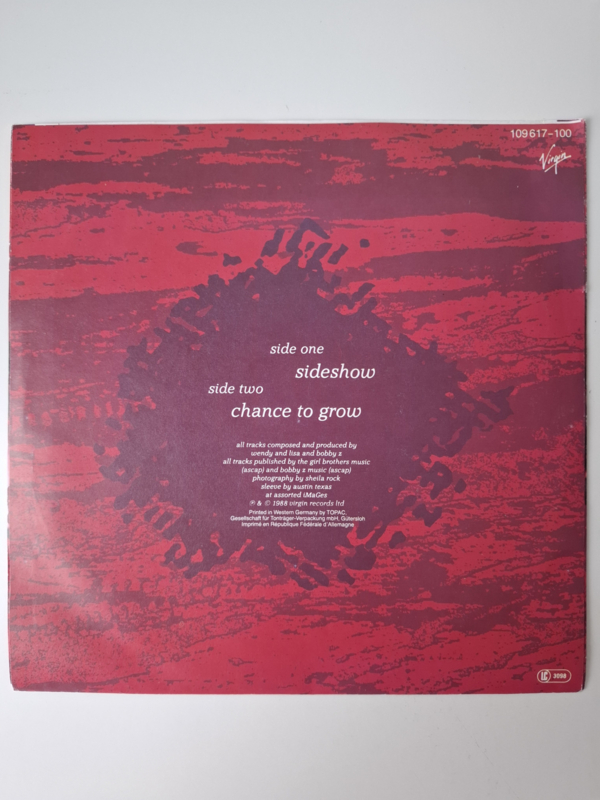 109 617-100
Virgin
side one
sideshow
side two
chance to grow
all tracks composed and produced by
wendy and lisa and bobby z
all tracks published by the girl brothers music
(ascap) and bobby z music (ascap)
photography by sheila rock
sleeve by austin texas
at assorted iMaGes
℗ & © 1988 virgin records ltd
Printed in Western Germany by TOPAC,
Gesellschaft für Tonträger-Verpackung mbH, Gütersloh
Imprimé en République Fédérale d'Allemagne
LC 3098